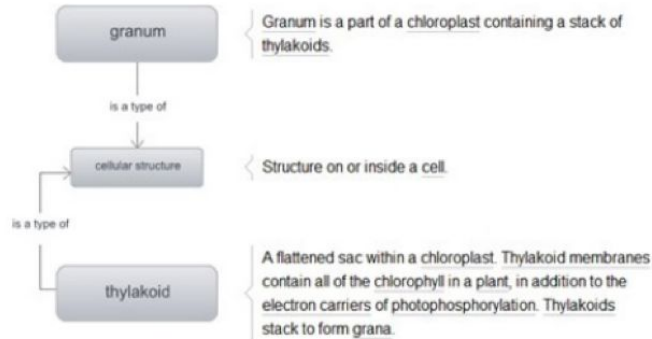 granum
Granum is a part of a chloroplast containing a stack of
thylakoids.
is a type of
cellular structure
Structure on or inside a cell.
is a type of
thylakoid
A flattened sac within a chloroplast. Thylakoid membranes
contain all of the chlorophyll in a plant, in addition to the
electron carriers of photophosphorylation. Thylakoids
stack to form grana.